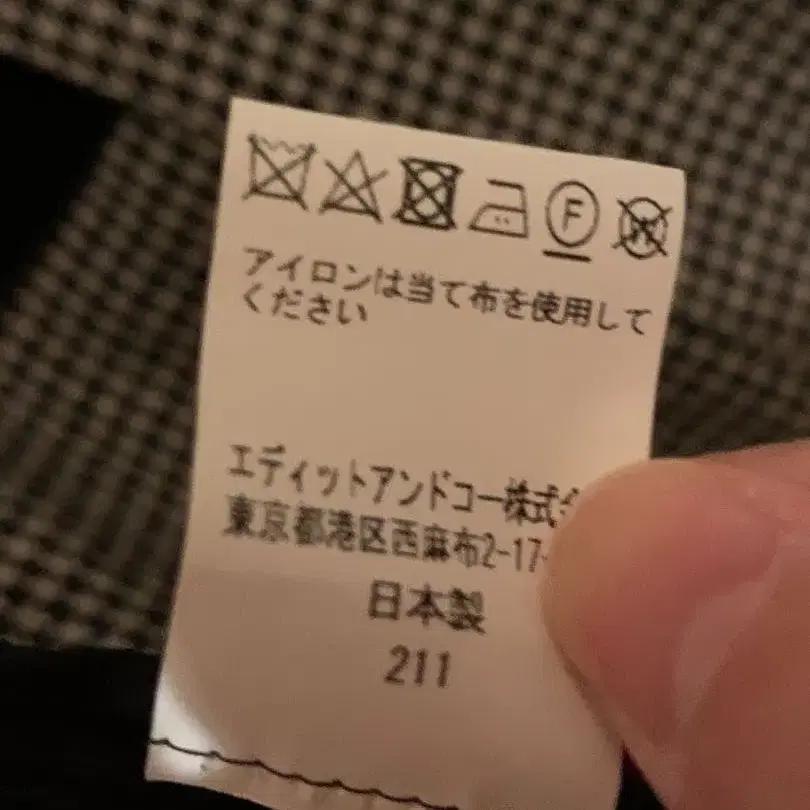 F W
アイロンは当て布を使用して
ください
エディットアンドコー株式
東京都港区西麻布2-17-
日本製
211